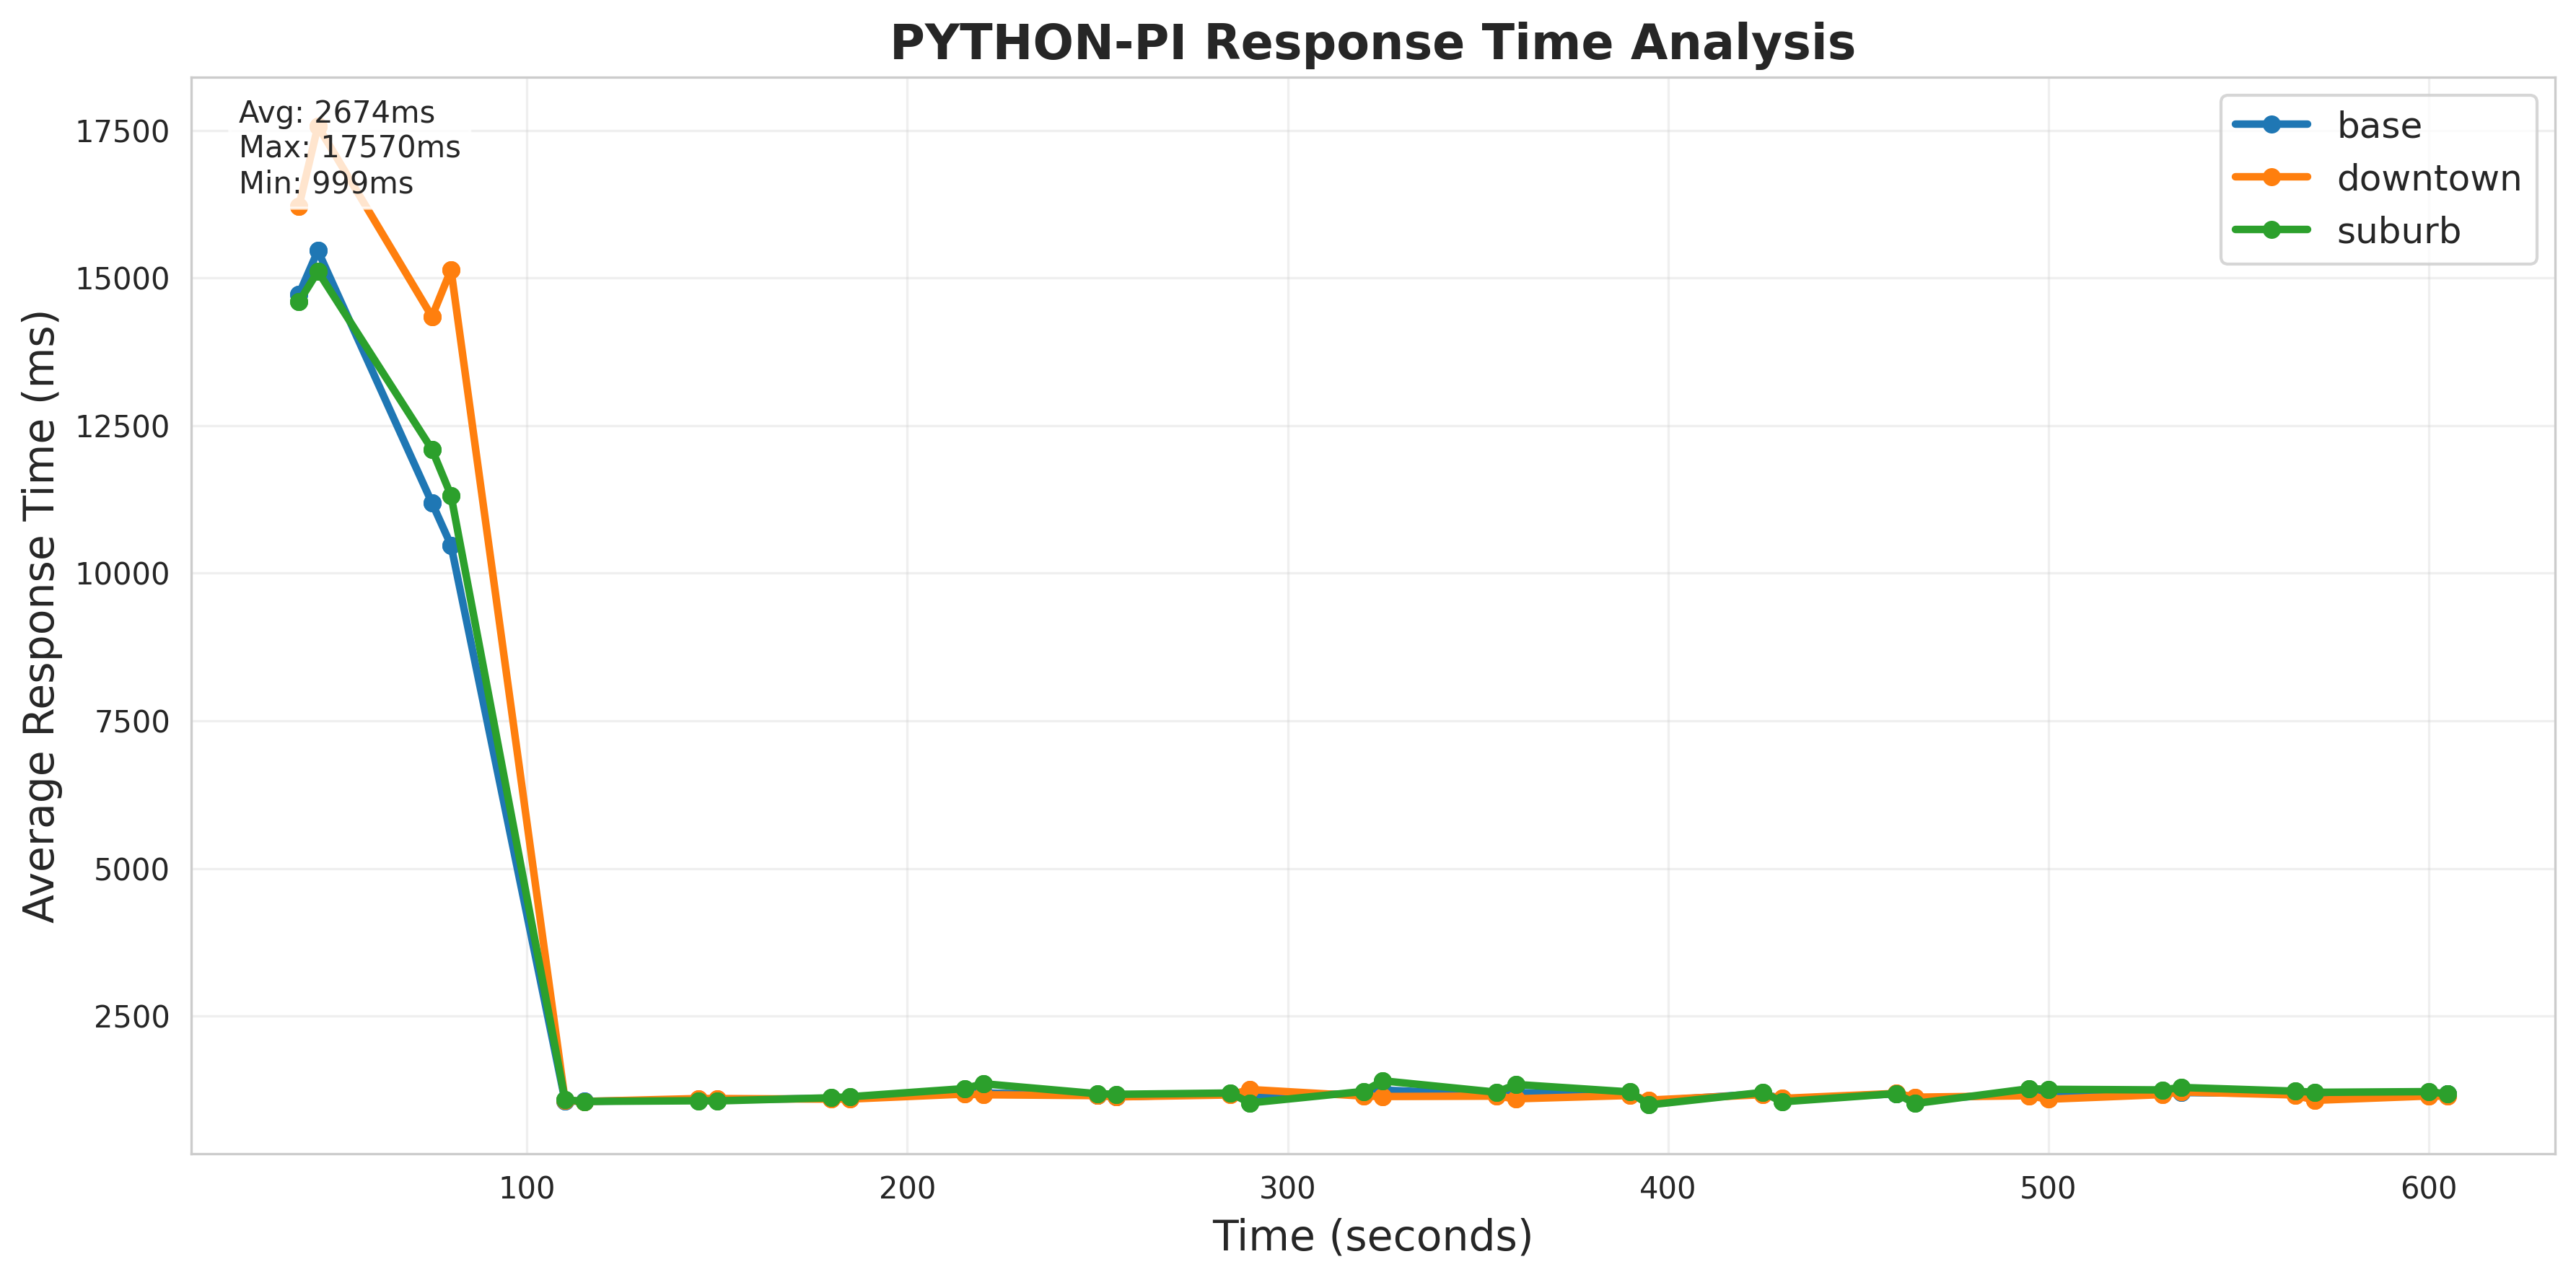 PYTHON-PI Response Time Analysis
Avg: 2674ms
Max: 17570ms
Min: 999ms
base
downtown
suburb
17500
15000
12500
10000
7500
5000
2500
Average Response Time (ms)
100
200
300
400
500
600
Time (seconds)